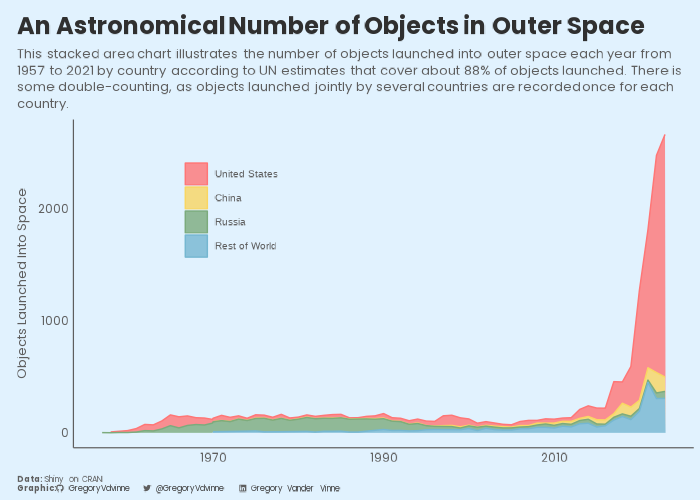 An Astronomical Number of Objects in Outer Space
This stacked area chart illustrates the number of objects launched into outer space each year from
1957 to 2021 by country according to UN estimates that cover about 88% of objects launched. There is
some double-counting, as objects launched jointly by several countries are recorded once for each
country.
United States
China
Russia
Rest of World
Objects Launched Into Space
2000
1000
0
1970
1990
2010
Data: Shiny on CRAN
Graphic: GregoryVdvinne @GregoryVdvinne Gregory Vander Vinne